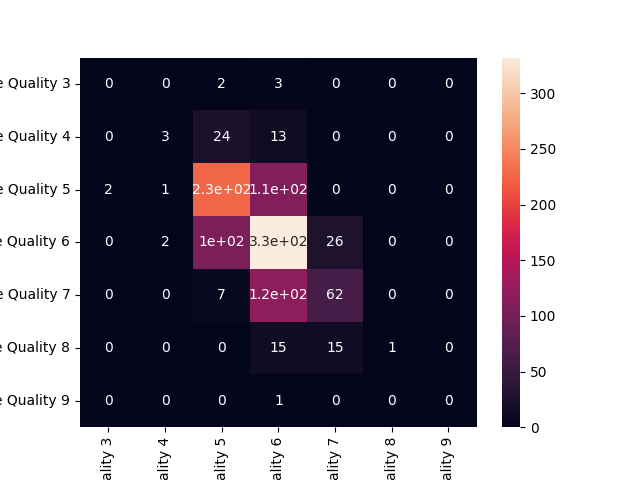 e Quality 3 0 0 2 3 0 0 0
e Quality 4 0 3 24 13 0 0 0
e Quality 5 2 1 2.3e+02 1.1e+02 0 0 0
e Quality 6 0 2 1e+02 3.3e+02 26 0 0
e Quality 7 0 0 7 1.2e+02 62 0 0
e Quality 8 0 0 0 15 15 1 0
e Quality 9 0 0 0 1 0 0 0
ality 3 ality 4 ality 5 ality 6 ality 7 ality 8 ality 9
300
250
200
150
100
50
0